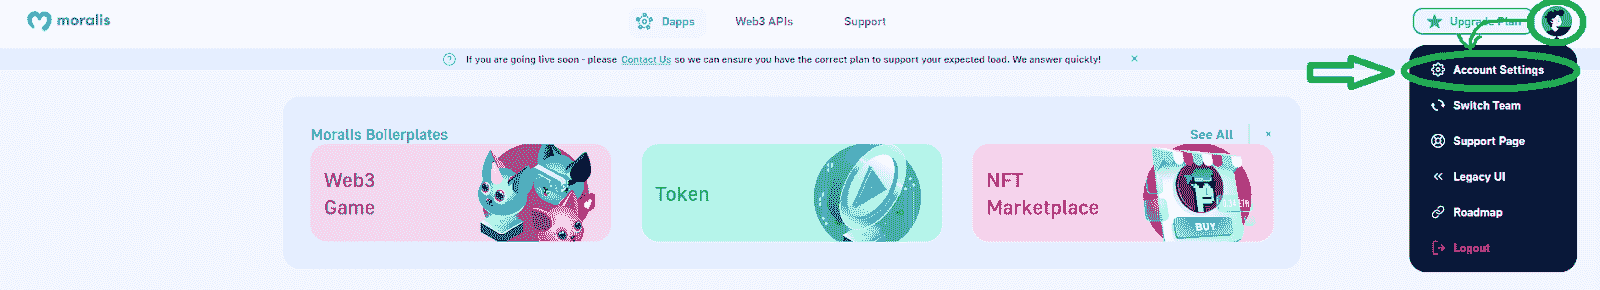 moralis
Dapps
Web3 APIs
Support
Upgrade Plan
If you are going live soon - please Contact Us so we can ensure you have the correct plan to support your expected load. We answer quickly!
Account Settings
Switch Team
Support Page
Legacy UI
Roadmap
Logout
Moralis Boilerplates
See All
Web3
Game
Token
NFT
Marketplace
BUY